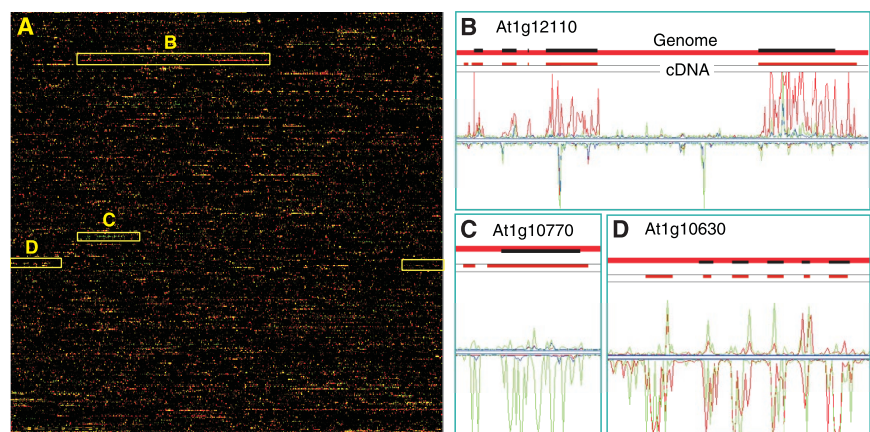 A
B
C
D
B
At1g12110
Genome
cDNA
C
At1g10770
D
At1g10630